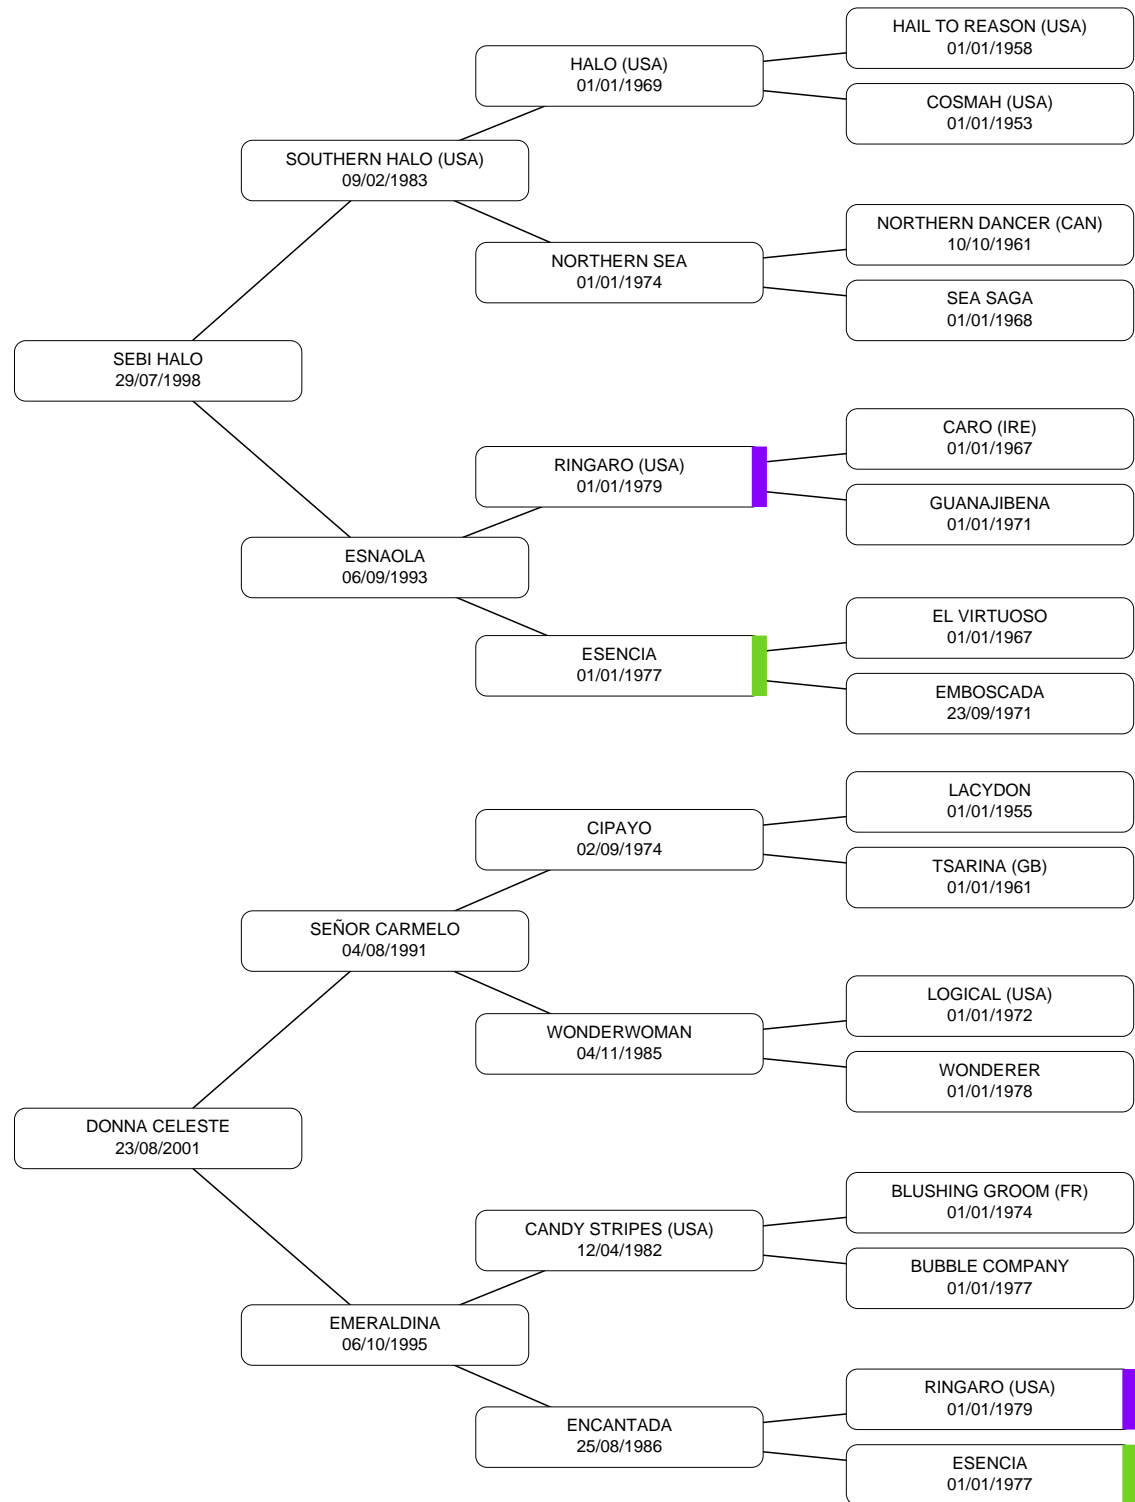 HAIL TO REASON (USA)
01/01/1958
HALO (USA)
01/01/1969
COSMAH (USA)
01/01/1953
SOUTHERN HALO (USA)
09/02/1983
NORTHERN DANCER (CAN)
10/10/1961
NORTHERN SEA
01/01/1974
SEA SAGA
01/01/1968
SEBI HALO
29/07/1998
CARO (IRE)
01/01/1967
RINGARO (USA)
01/01/1979
GUANAJIBENA
01/01/1971
ESNAOLA
06/09/1993
EL VIRTUOSO
01/01/1967
ESENCIA
01/01/1977
EMBOSCADA
23/09/1971
LACYDON
01/01/1955
CIPAYO
02/09/1974
TSARINA (GB)
01/01/1961
SEÑOR CARMELO
04/08/1991
LOGICAL (USA)
01/01/1972
WONDERWOMAN
04/11/1985
WONDERER
01/01/1978
DONNA CELESTE
23/08/2001
BLUSHING GROOM (FR)
01/01/1974
CANDY STRIPES (USA)
12/04/1982
BUBBLE COMPANY
01/01/1977
EMERALDINA
06/10/1995
RINGARO (USA)
01/01/1979
ENCANTADA
25/08/1986
ESENCIA
01/01/1977